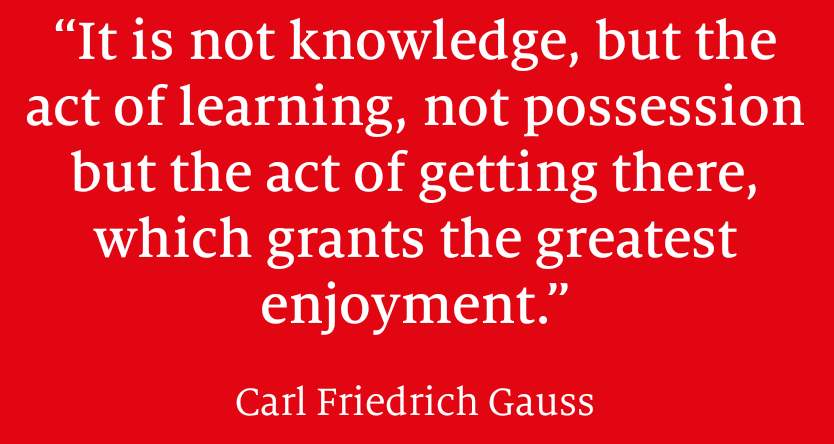 “It is not knowledge, but the
act of learning, not possession
but the act of getting there,
which grants the greatest
enjoyment.”
Carl Friedrich Gauss